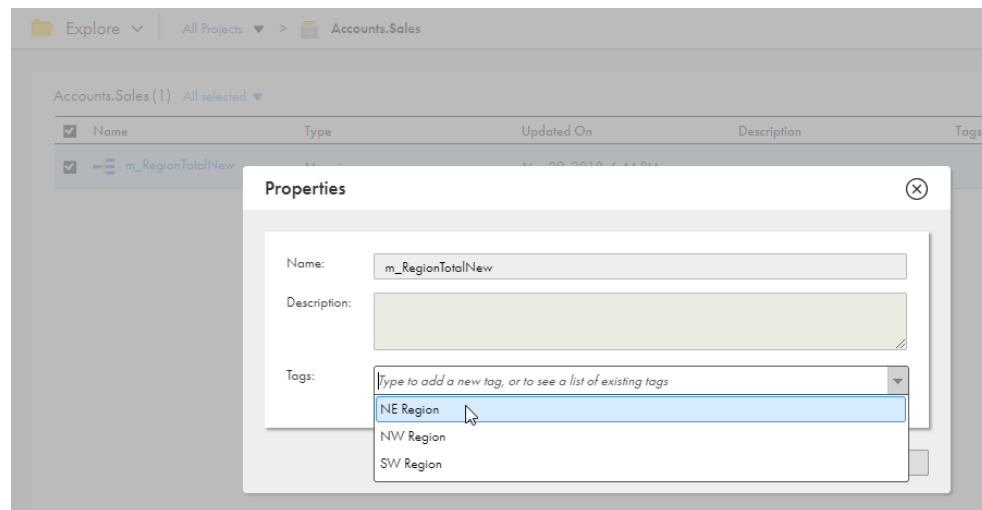 Explore All Projects > Accounts.Sales
Accounts.Sales (1) All selected
Name Type Updated On Description Tags
m_RegionTotalNew
Properties
Name: m_RegionTotalNew
Description:
Tags: Type to add a new tag, or to see a list of existing tags
NE Region
NW Region
SW Region